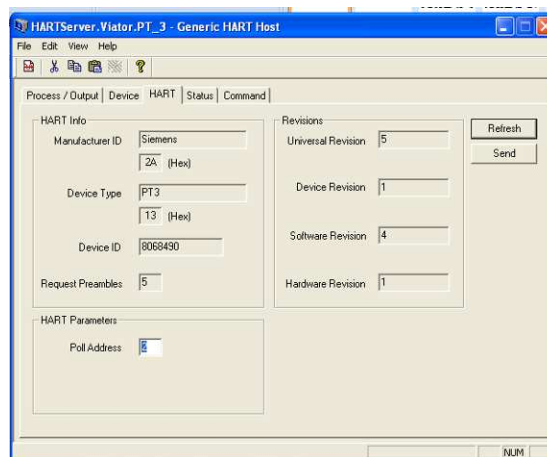 HARTServer.Viator.PT_3 - Generic HART Host
File Edit View Help
Process / Output Device HART Status Command
HART Info
Manufacturer ID Siemens
2A (Hex)
Device Type PT3
13 (Hex)
Device ID 8068490
Request Preambles 5
HART Parameters
Poll Address 2
Revisions
Universal Revision 5
Device Revision 1
Software Revision 4
Hardware Revision 1
Refresh
Send
NUM